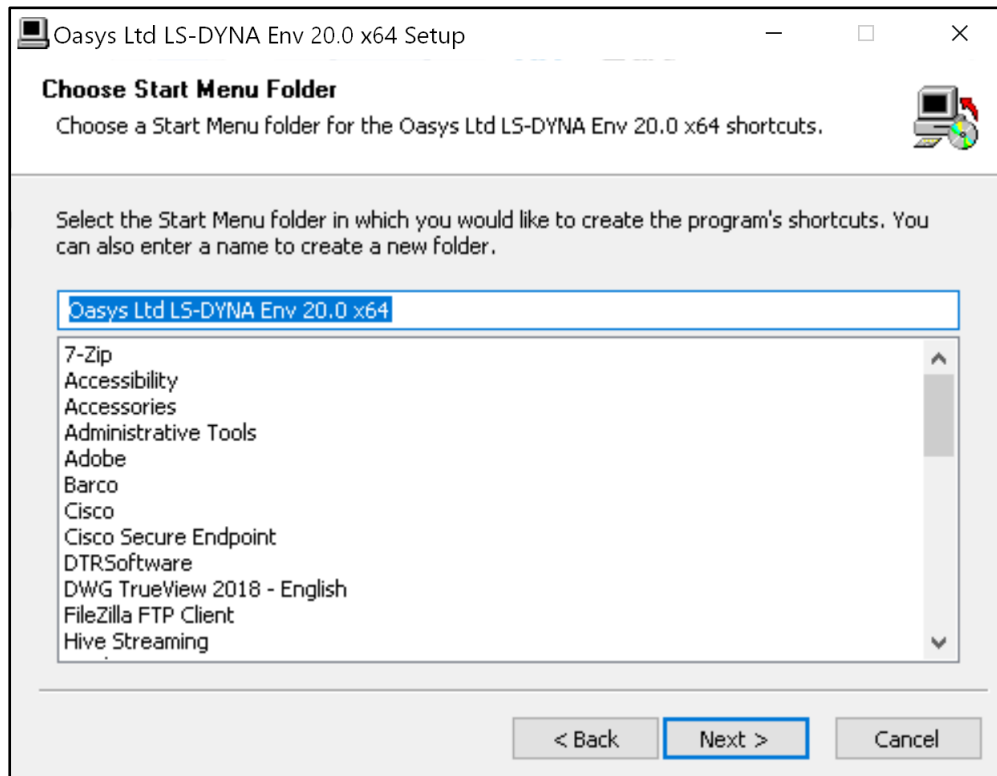 Oasys Ltd LS-DYNA Env 20.0 x64 Setup
Choose Start Menu Folder
Choose a Start Menu folder for the Oasys Ltd LS-DYNA Env 20.0 x64 shortcuts.
Select the Start Menu folder in which you would like to create the program's shortcuts. You
can also enter a name to create a new folder.
Oasys Ltd LS-DYNA Env 20.0 x64
7-Zip
Accessibility
Accessories
Administrative Tools
Adobe
Barco
Cisco
Cisco Secure Endpoint
DTRSoftware
DWG TrueView 2018 - English
FileZilla FTP Client
Hive Streaming
< Back
Next >
Cancel